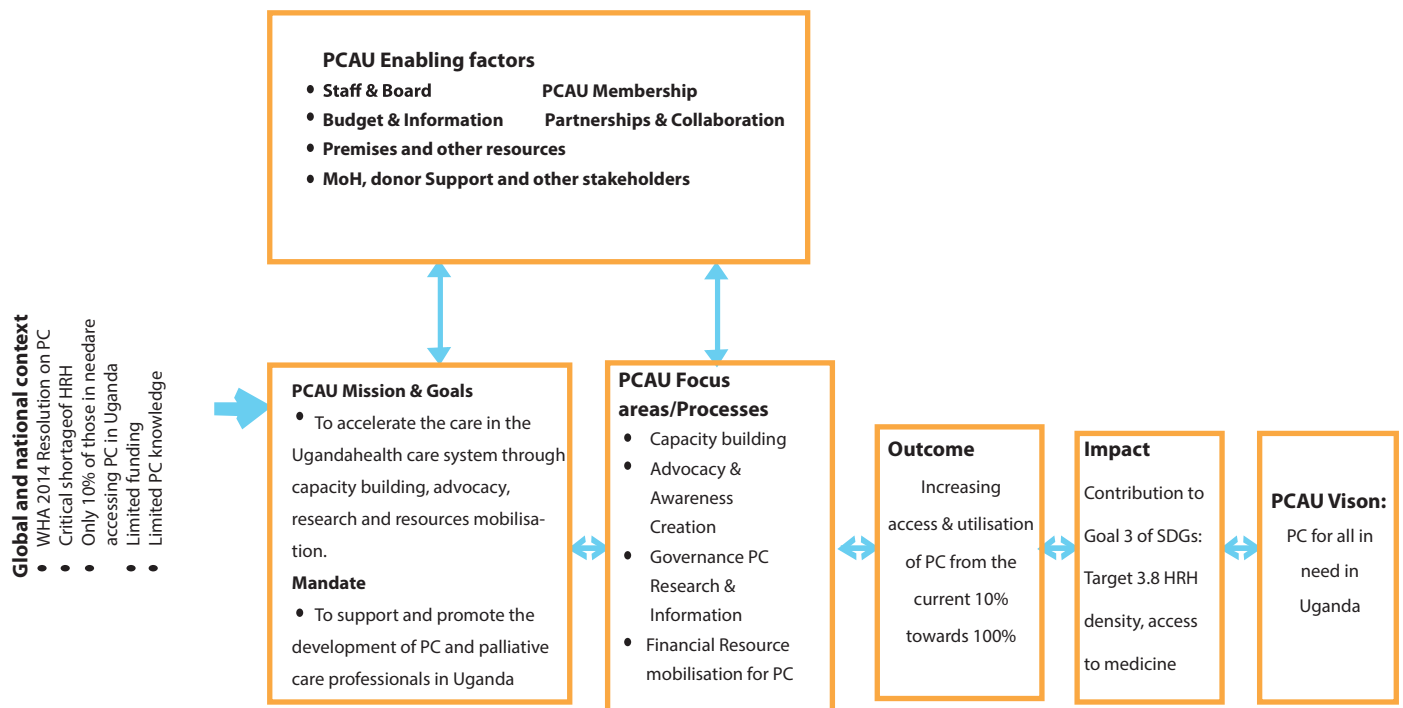 PCAU Enabling factors
• Staff & Board PCAU Membership
• Budget & Information Partnerships & Collaboration
• Premises and other resources
• MoH, donor Support and other stakeholders
Global and national context
• WHA 2014 Resolution on PC
• Critical shortageof HRH
• Only 10% of those in needare
accessing PC in Uganda
• Limited funding
• Limited PC knowledge
PCAU Mission & Goals
• To accelerate the care in the
Ugandahealth care system through
capacity building, advocacy,
research and resources mobilisa-
tion.
Mandate
• To support and promote the
development of PC and palliative
care professionals in Uganda
PCAU Focus
areas/Processes
• Capacity building
• Advocacy &
Awareness
Creation
• Governance PC
Research &
Information
• Financial Resource
mobilisation for PC
Outcome
Increasing
access & utilisation
of PC from the
current 10%
towards 100%
Impact
Contribution to
Goal 3 of SDGs:
Target 3.8 HRH
density, access
to medicine
PCAU Vison:
PC for all in
need in
Uganda